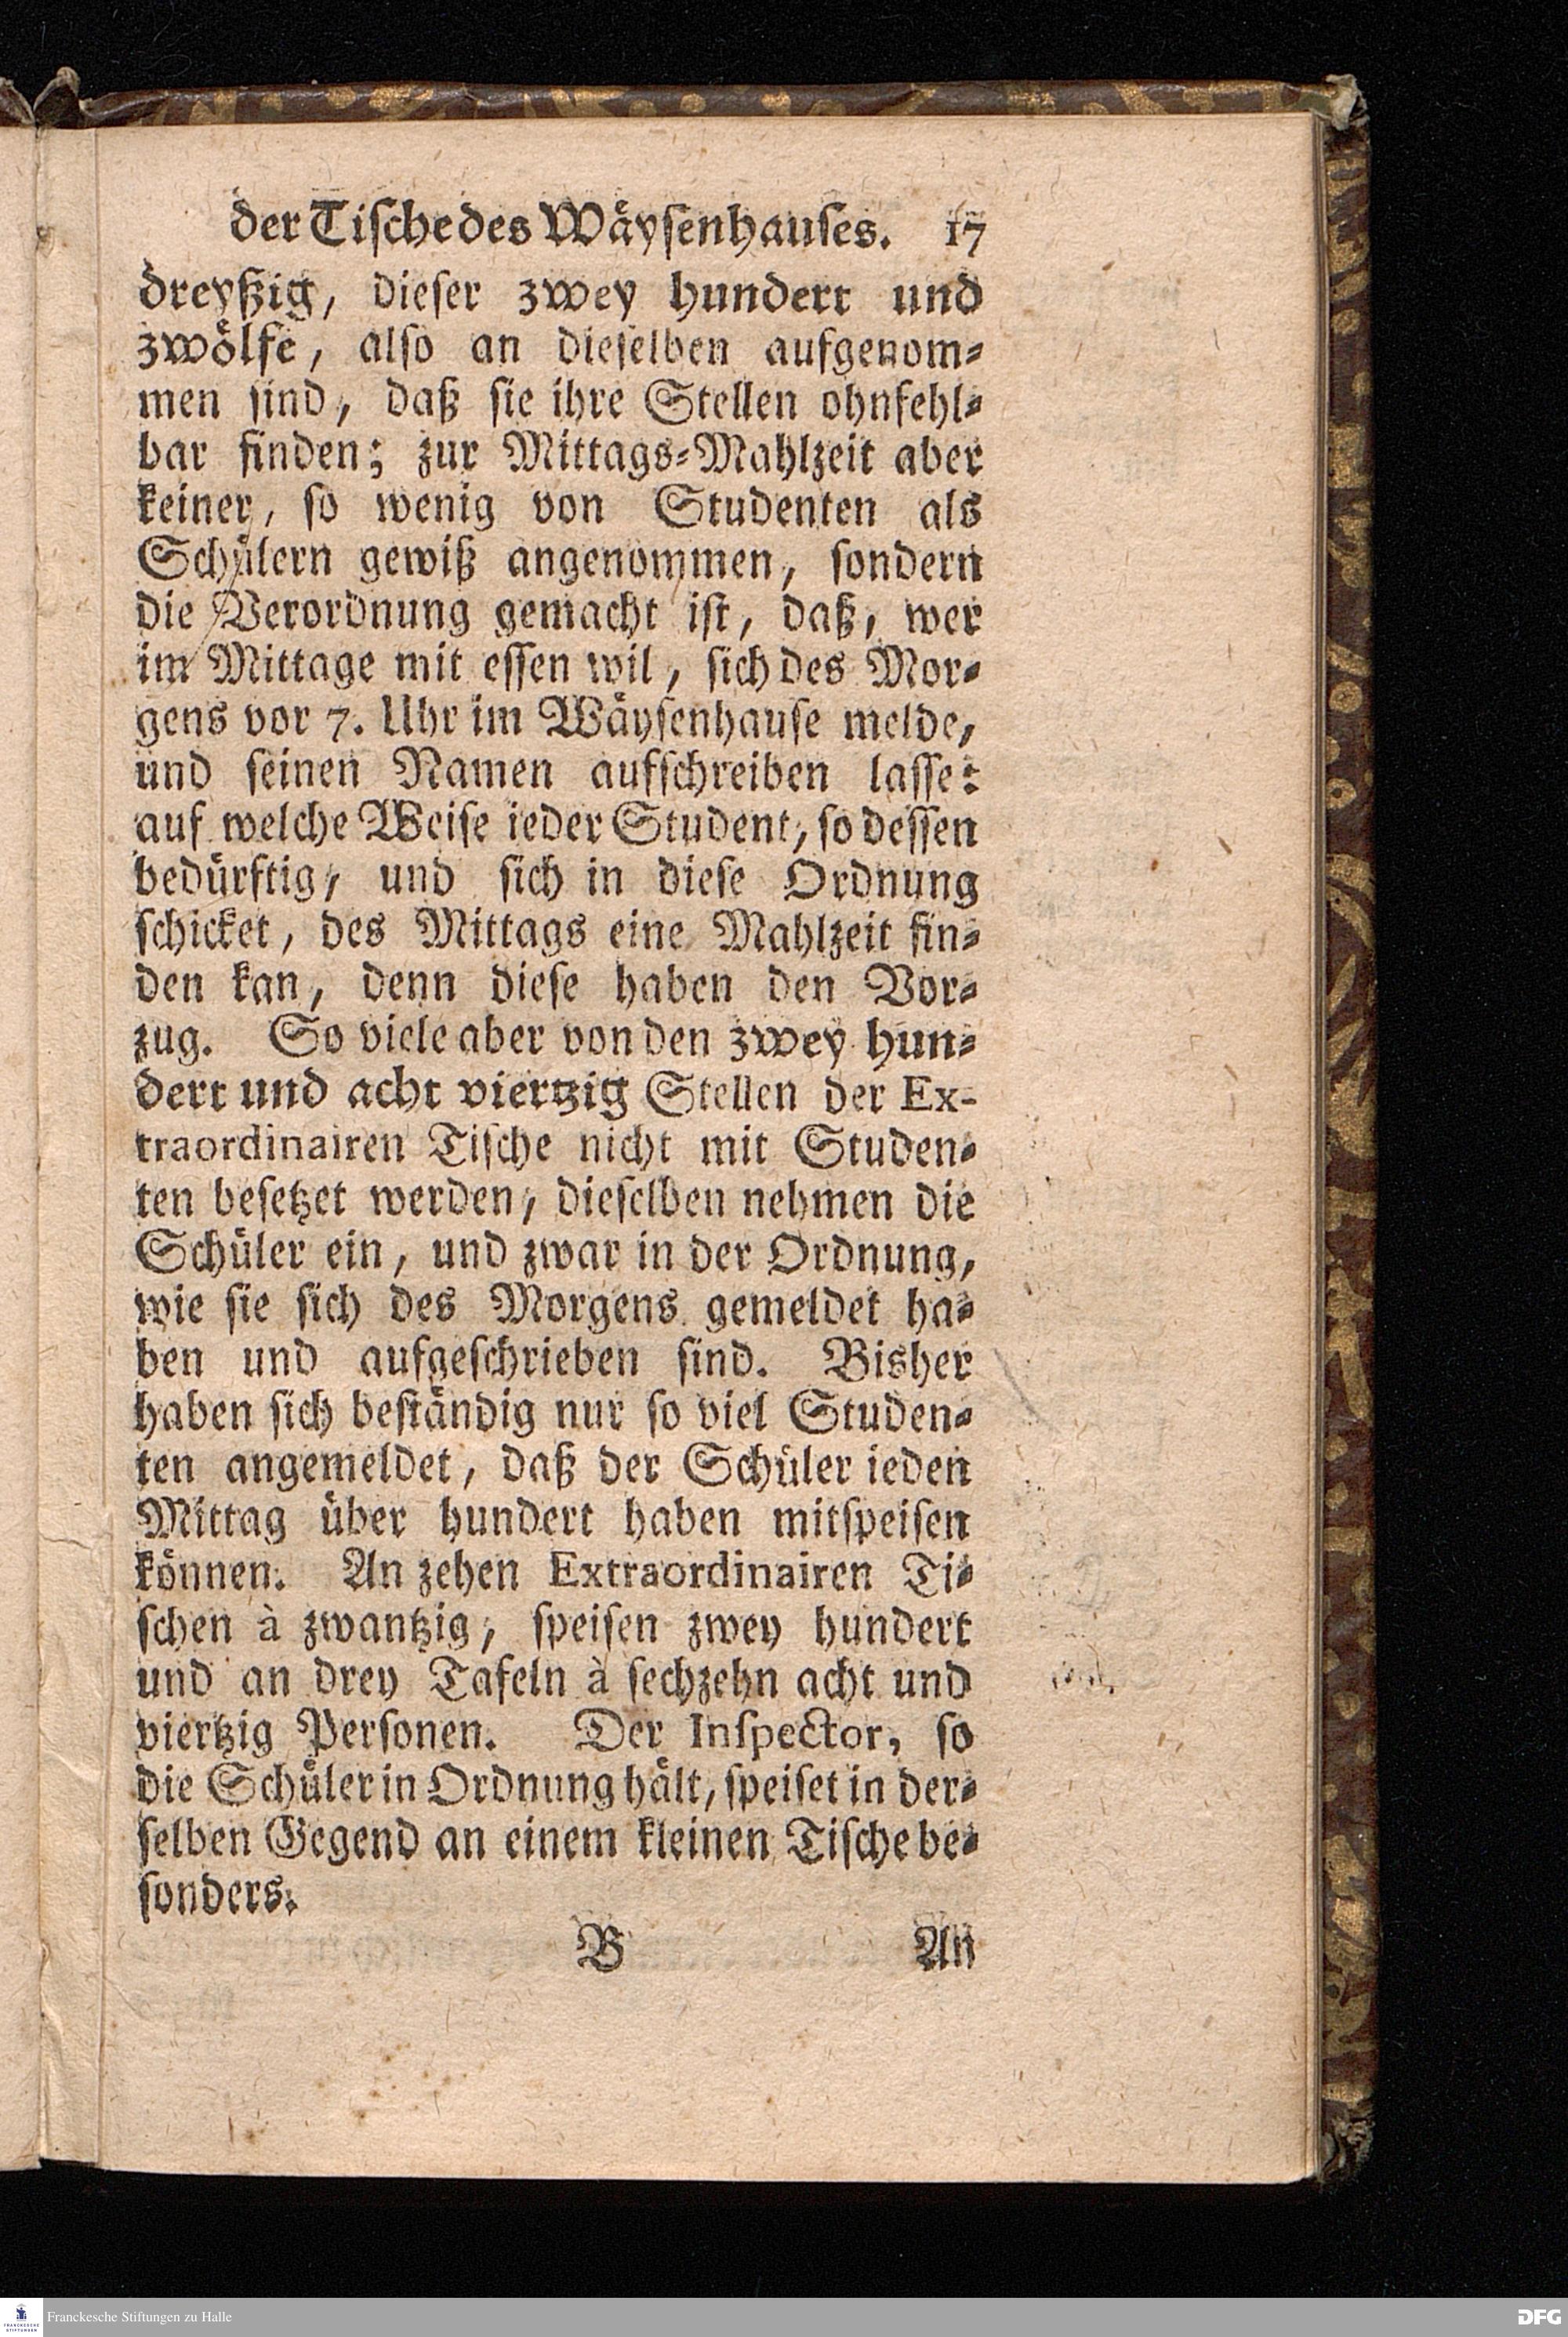 der Tische des Wäysenhauses. 17
dreyßig, dieser zwey hundert und
zwölfe, also an dieselben aufgenom-
men sind, daß sie ihre Stellen ohnfehl-
bar finden; zur Mittags-Mahlzeit aber
keiner, so wenig von Studenten als
Schülern gewiß angenommen, sondern
die Verordnung gemacht ist, daß, wer
im Mittage mit essen wil, sich des Mor-
gens vor 7. Uhr im Wäysenhause melde,
und seinen Namen aufschreiben lasse:
auf welche Weise ieder Student, so dessen
bedürftig, und sich in diese Ordnung
schicket, des Mittags eine Mahlzeit fin-
den kan, denn diese haben den Vor-
zug. So viele aber von den zwey hun-
dert und acht viertzig Stellen der Ex-
traordinairen Tische nicht mit Studen-
ten besetzet werden, dieselben nehmen die
Schüler ein, und zwar in der Ordnung,
wie sie sich des Morgens gemeldet ha-
ben und aufgeschrieben sind. Bisher
haben sich beständig nur so viel Studen-
ten angemeldet, daß der Schüler ieden
Mittag über hundert haben mitspeisen
können. An zehen Extraordinairen Ti-
schen à zwantzig, speisen zwey hundert
und an drey Tafeln à sechzehn acht und
viertzig Personen. Der Inspector, so
die Schüler in Ordnung hält, speiset in der-
selben Gegend an einem kleinen Tische be-
sonders.
B An
FRANCKESCHE STIFTUNGEN
Franckesche Stiftungen zu Halle
DFG